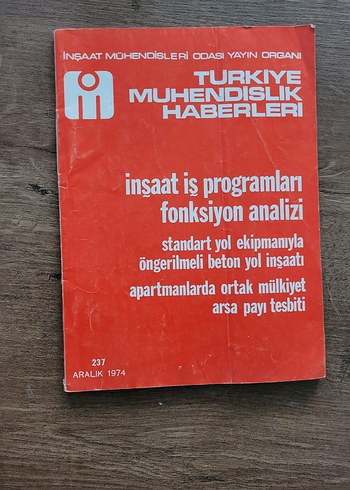 İNŞAAT MÜHENDİSLERİ ODASI YAYIN ORGANI
TÜRKİYE
MÜHENDİSLİK
HABERLERİ
inşaat iş programları
fonksiyon analizi
standart yol ekipmanıyla
öngerilmeli beton yol inşaatı
apartmanlarda ortak mülkiyet
arsa payı tesbiti
237
ARALIK 1974